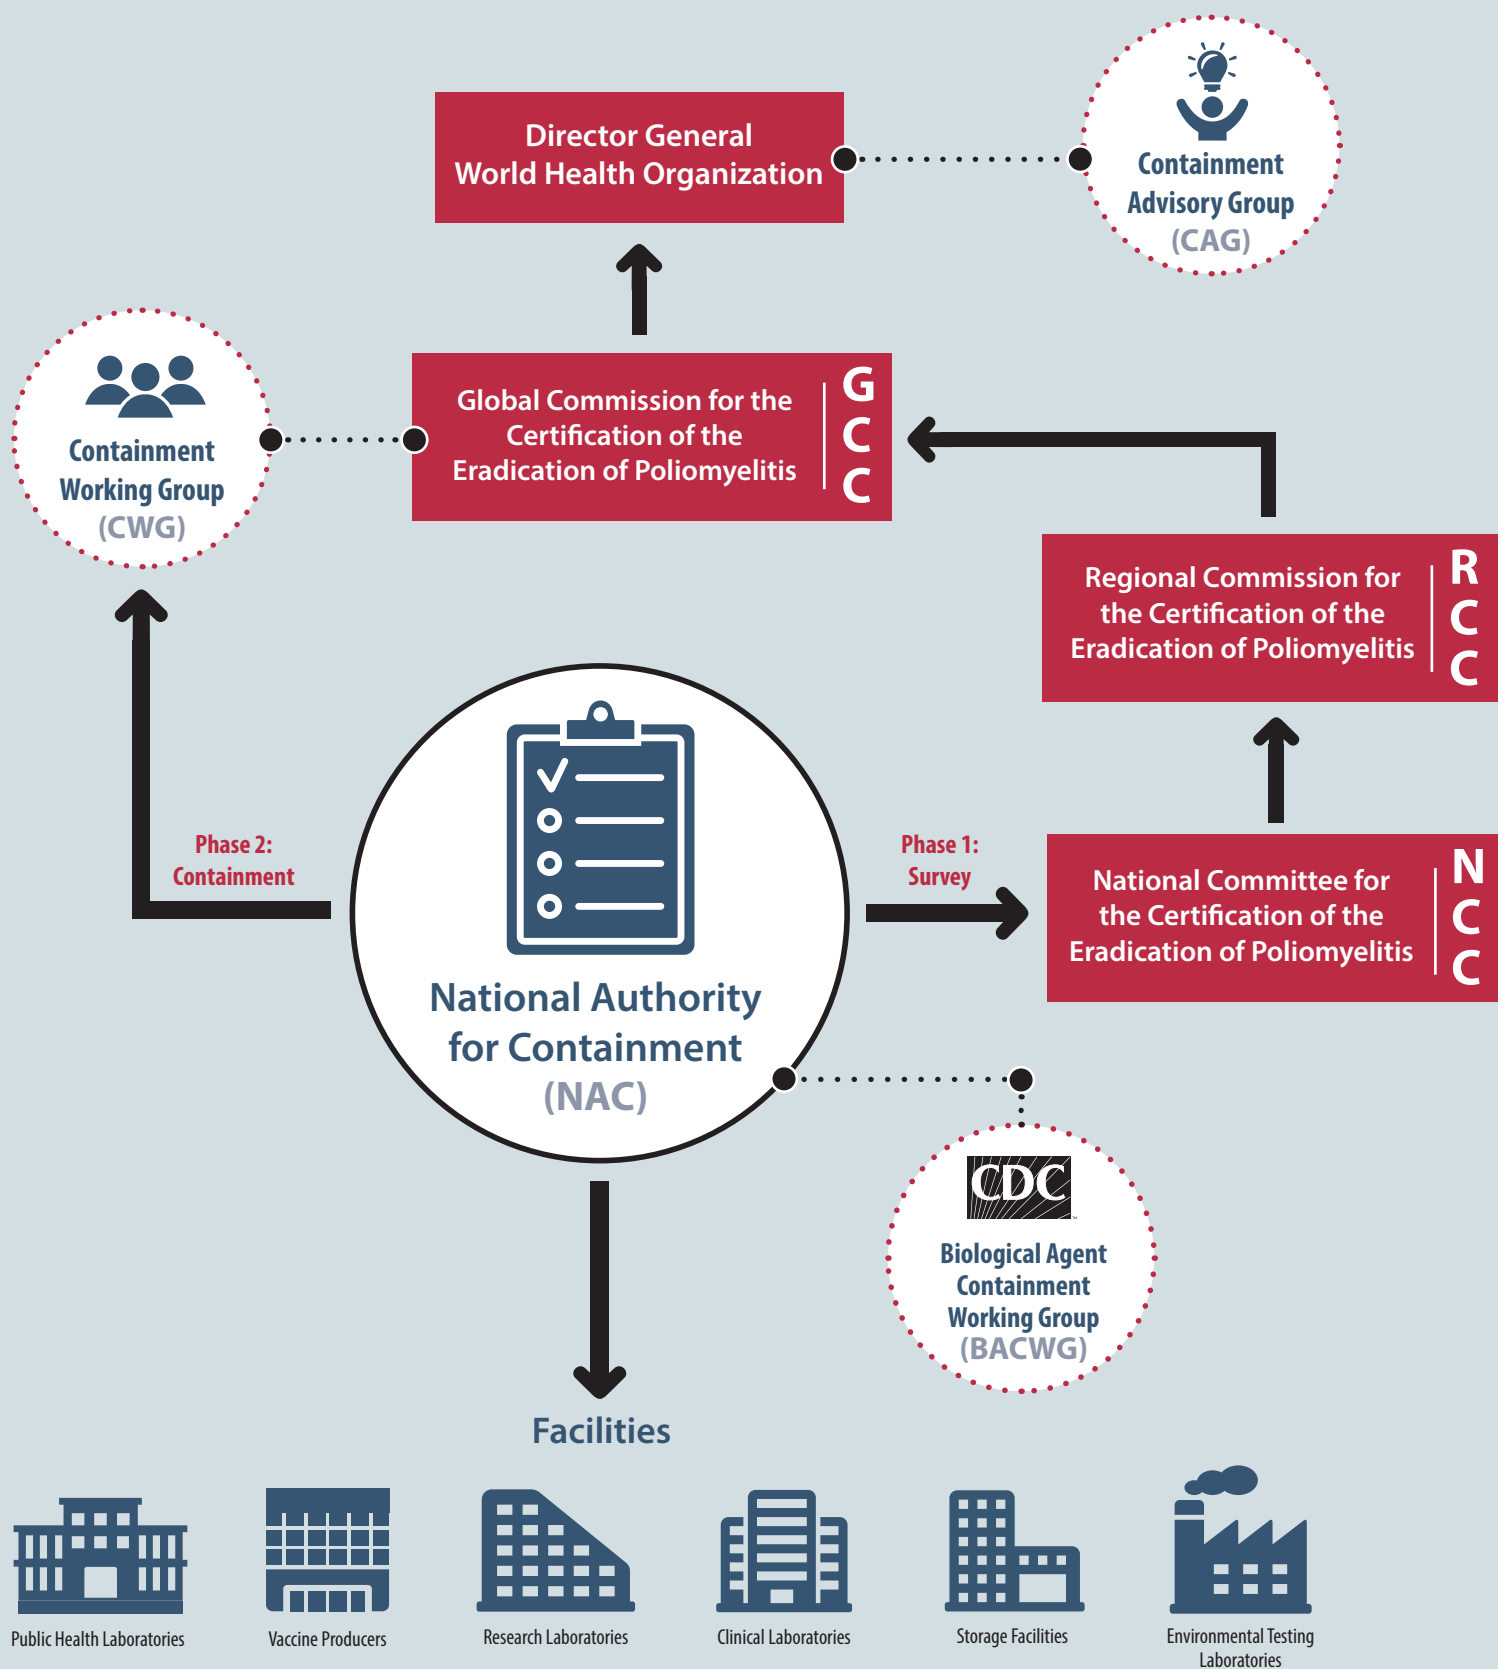 Director General
World Health Organization
Containment
Advisory Group
(CAG)
Containment
Working Group
(CWG)
Global Commission for the
Certification of the
Eradication of Poliomyelitis
G
C
C
Regional Commission for
the Certification of the
Eradication of Poliomyelitis
R
C
C
Phase 2:
Containment
National Authority
for Containment
(NAC)
Phase 1:
Survey
National Committee for
the Certification of the
Eradication of Poliomyelitis
N
C
C
CDC
Biological Agent
Containment
Working Group
(BACWG)
Facilities
Public Health Laboratories
Vaccine Producers
Research Laboratories
Clinical Laboratories
Storage Facilities
Environmental Testing
Laboratories